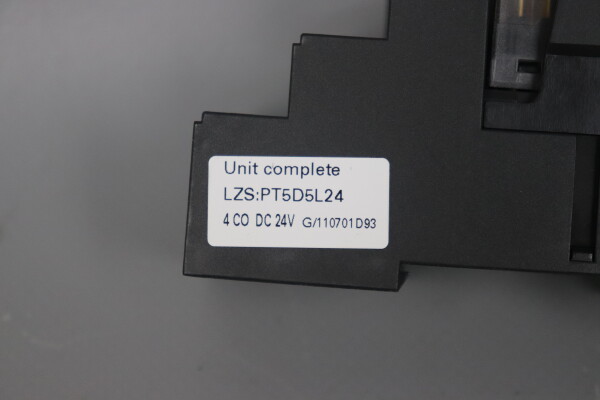 Unit complete
LZS:PT5D5L24
4 CO DC 24V G/110701D93